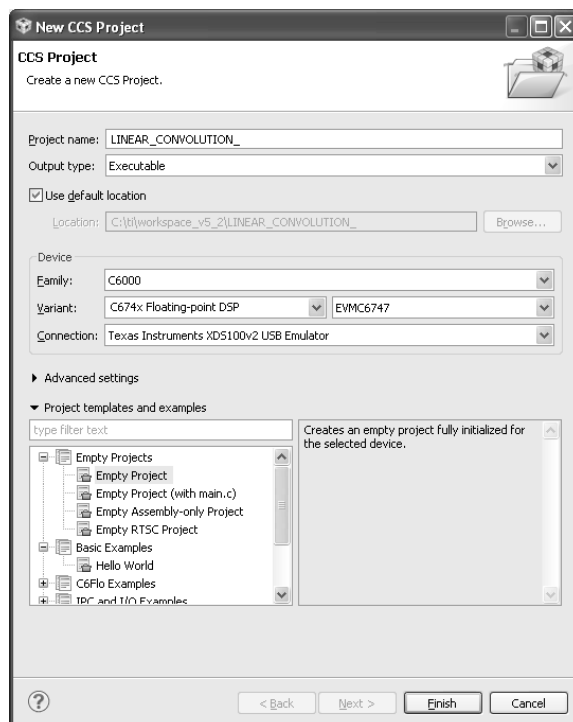 New CCS Project
CCS Project
Create a new CCS Project.
Project name: LINEAR_CONVOLUTION_
Output type: Executable
Use default location
Location: C:\ti\workspace_v5_2\LINEAR_CONVOLUTION_ Browse...
Device
Family: C6000
Variant: C674x Floating-point DSP EVMC6747
Connection: Texas Instruments XDS100v2 USB Emulator
Advanced settings
Project templates and examples
type filter text
Creates an empty project fully initialized for
the selected device.
Empty Projects
Empty Project
Empty Project (with main.c)
Empty Assembly-only Project
Empty RTSC Project
Basic Examples
Hello World
C6Flo Examples
IPC and I/O Examples
< Back Next > Finish Cancel